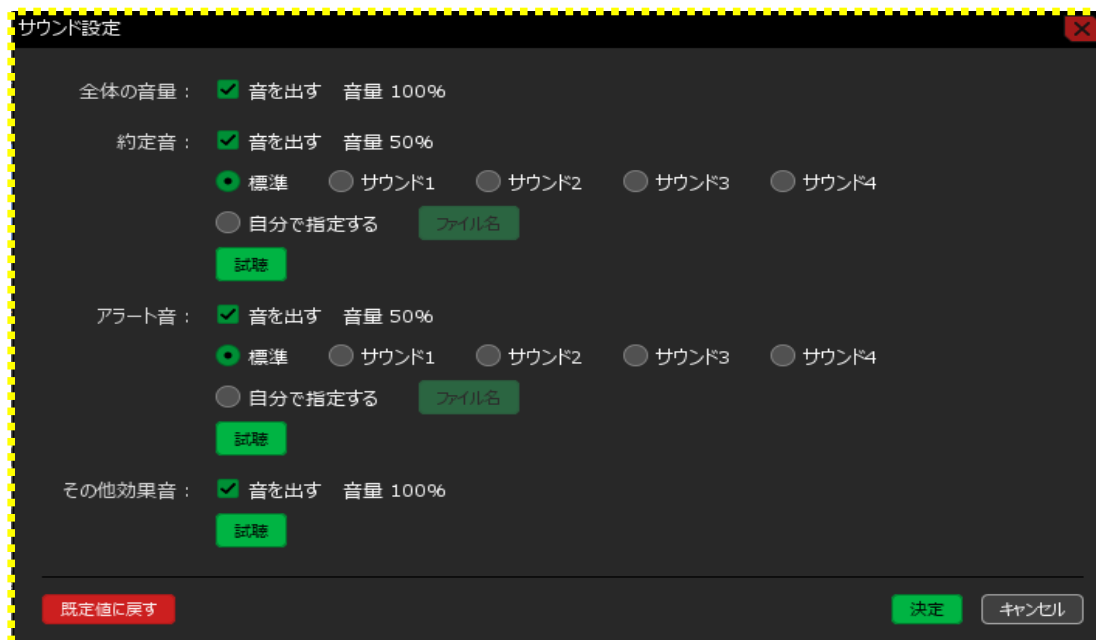 サウンド設定
全体の音量： 音を出す 音量 100%
約定音： 音を出す 音量 50%
標準 サウンド1 サウンド2 サウンド3 サウンド4
自分で指定する ファイル名
試聴
アラート音： 音を出す 音量 50%
標準 サウンド1 サウンド2 サウンド3 サウンド4
自分で指定する ファイル名
試聴
その他効果音： 音を出す 音量 100%
試聴
既定値に戻す 決定 キャンセル